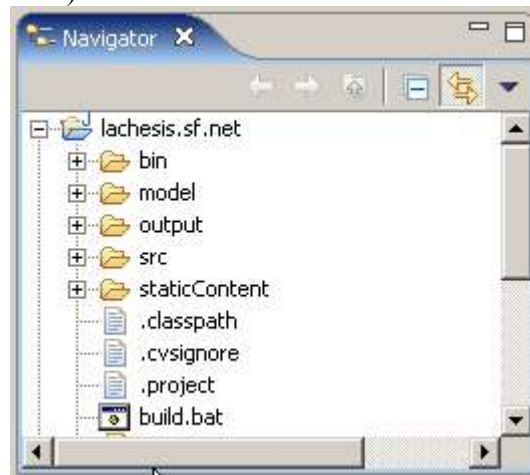 Navigator
lachesis.sf.net
bin
model
output
src
staticContent
.classpath
.cvsignore
.project
build.bat